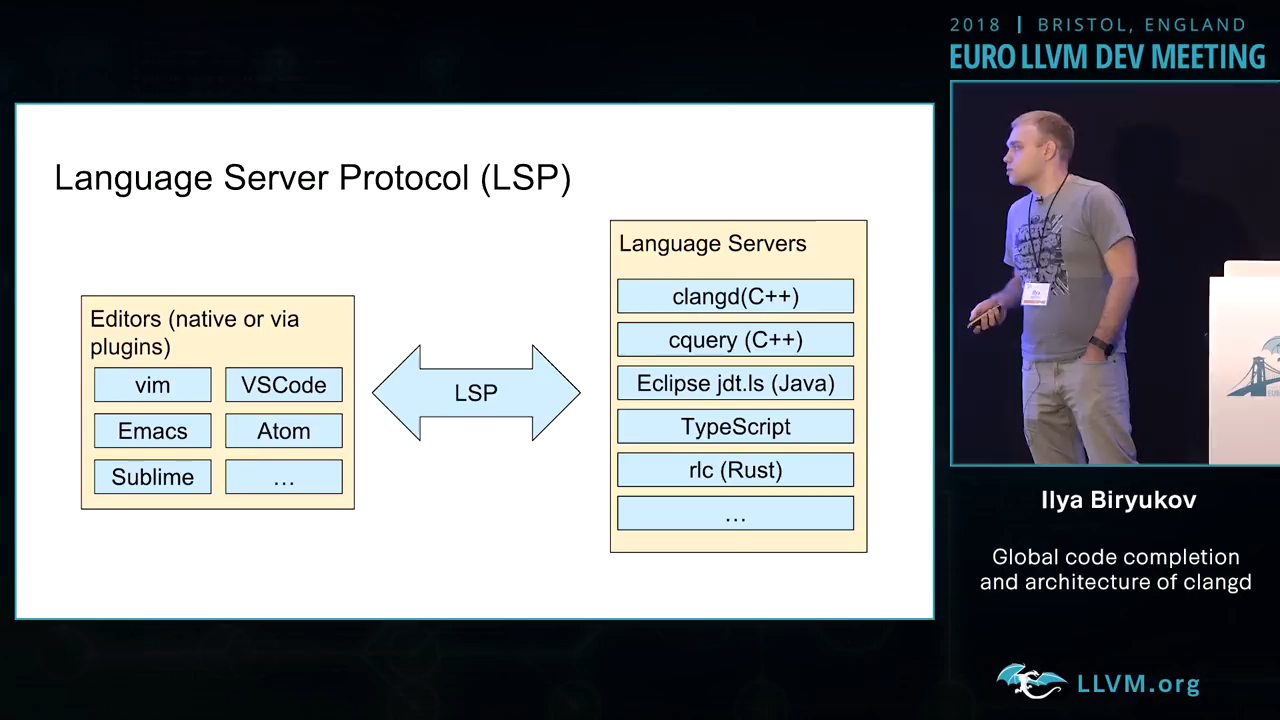 2018 | BRISTOL, ENGLAND
EURO LLVM DEV MEETING
Language Server Protocol (LSP)
Editors (native or via
plugins)
vim
VSCode
Emacs
Atom
Sublime
…
LSP
Language Servers
clangd(C++)
cquery (C++)
Eclipse jdt.ls (Java)
TypeScript
rlc (Rust)
…
Ilya Biryukov
Global code completion
and architecture of clangd
LLVM.org